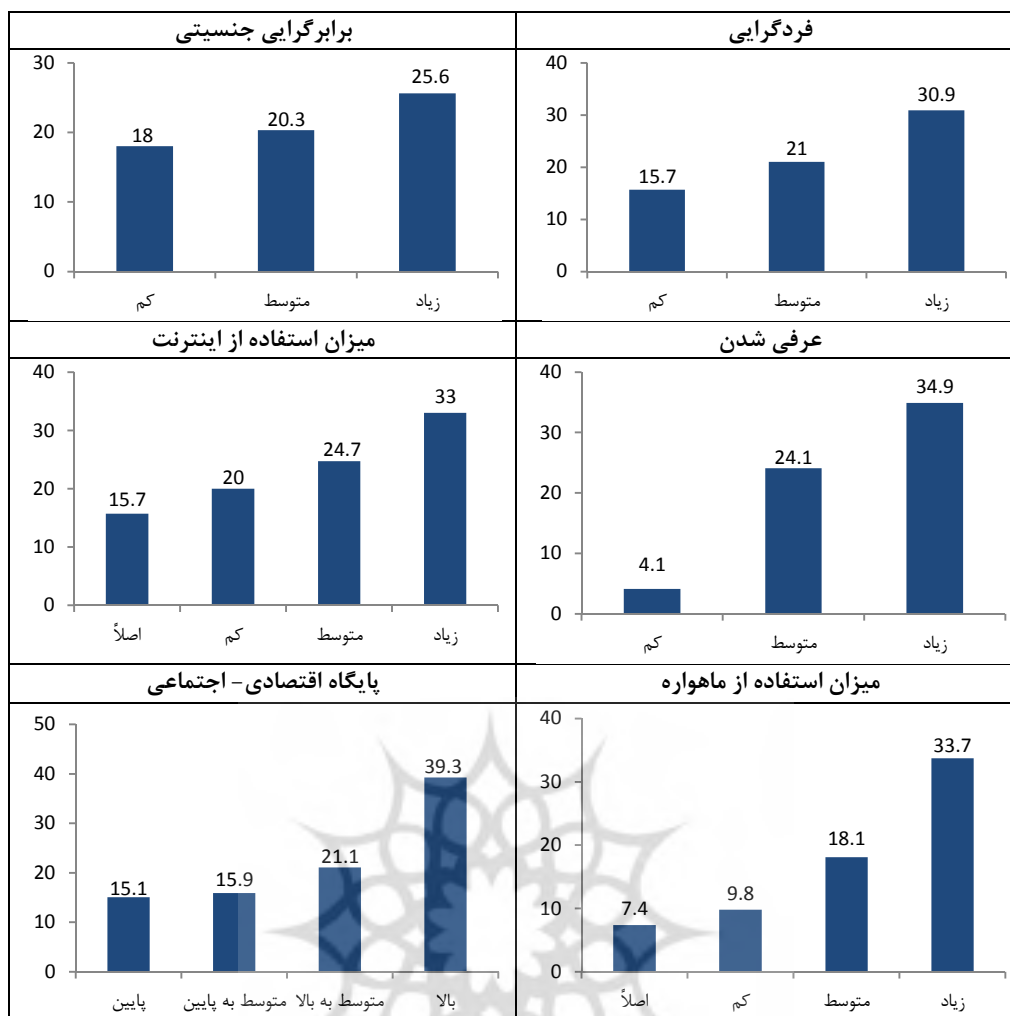 فردگرایی
40
30
20
10
0
15.7
21
30.9
کم
متوسط
زیاد
برابرگرایی جنسیتی
30
20
10
0
18
20.3
25.6
کم
متوسط
زیاد
عرفی شدن
40
30
20
10
0
4.1
24.1
34.9
کم
متوسط
زیاد
میزان استفاده از اینترنت
40
30
20
10
0
15.7
20
24.7
33
اصلاً
کم
متوسط
زیاد
میزان استفاده از ماهواره
40
30
20
10
0
7.4
9.8
18.1
33.7
اصلاً
کم
متوسط
زیاد
پایگاه اقتصادی- اجتماعی
50
40
30
20
10
0
15.1
15.9
21.1
39.3
پایین
متوسط به پایین
متوسط به بالا
بالا